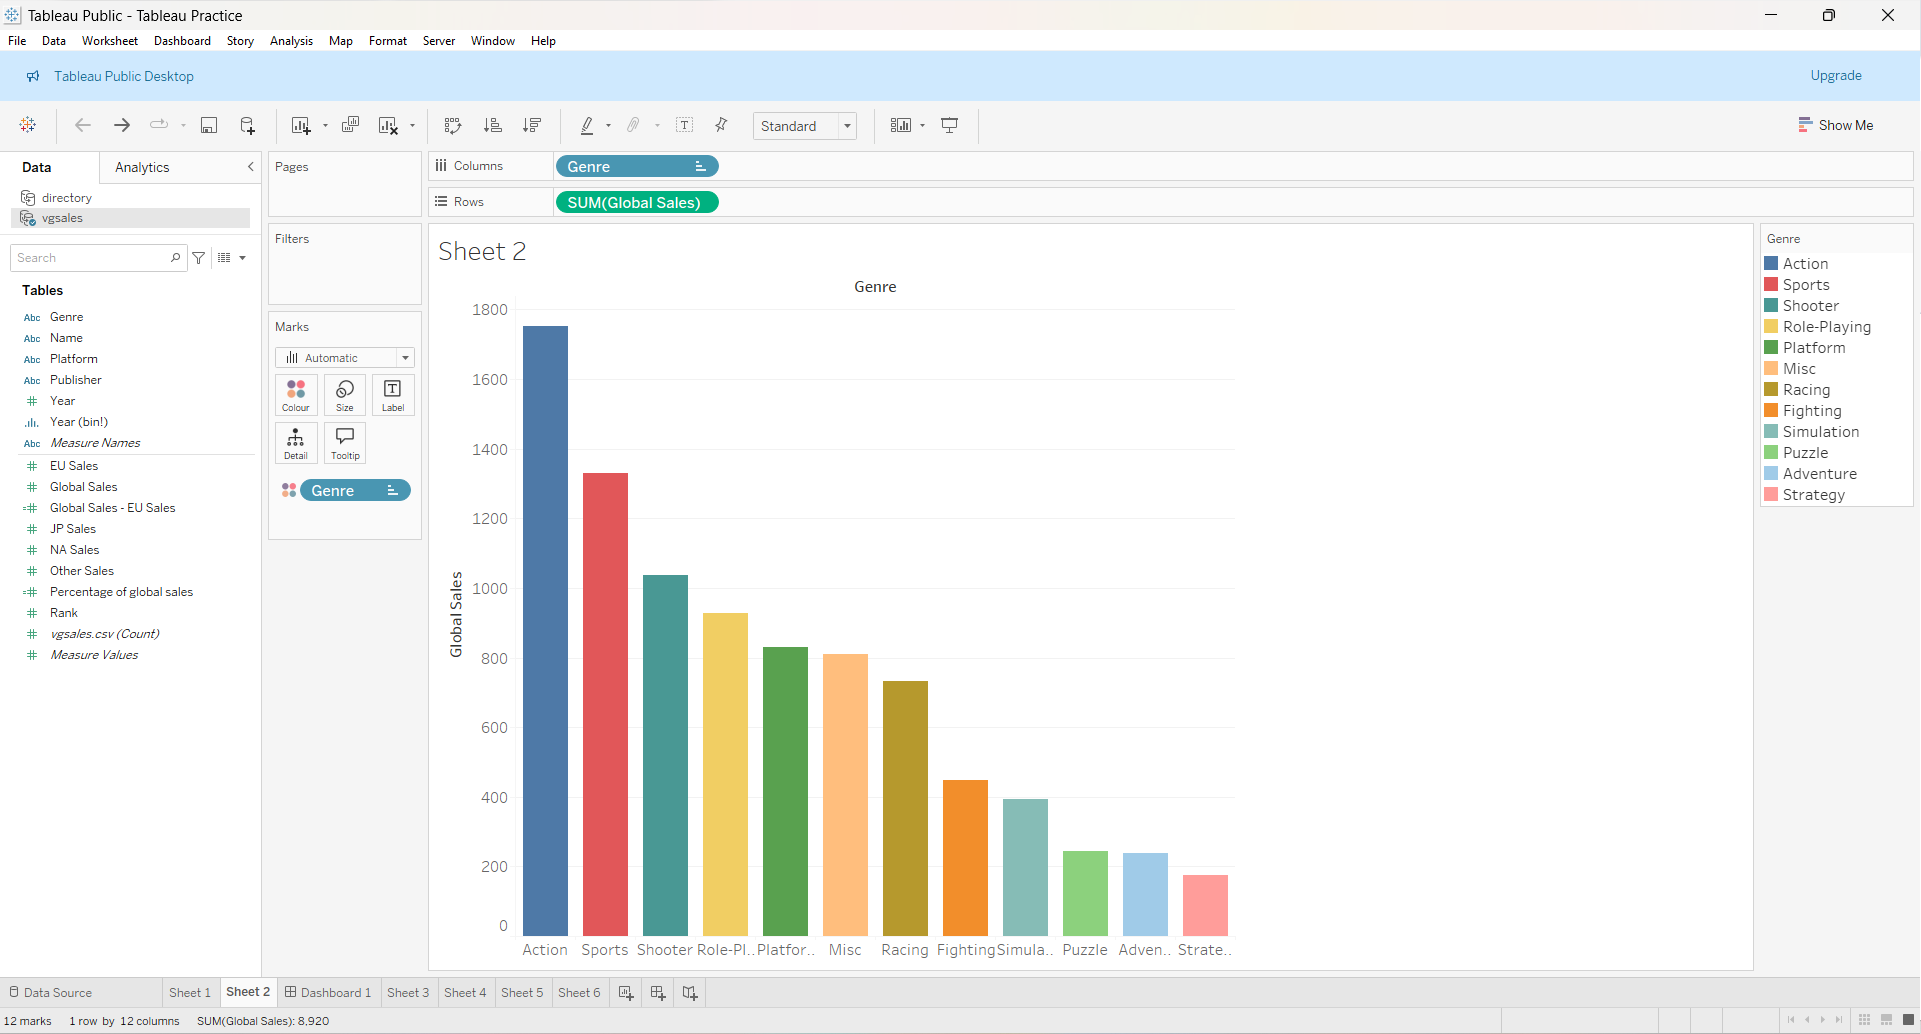 Tableau Public - Tableau Practice
File Data Worksheet Dashboard Story Analysis Map Format Server Window Help
Tableau Public Desktop Upgrade
Standard Show Me
Data Analytics
directory
vgsales
Search
Tables
Abc Genre
Abc Name
Abc Platform
Abc Publisher
# Year
Year (bin!)
Abc Measure Names
# EU Sales
# Global Sales
=# Global Sales - EU Sales
# JP Sales
# NA Sales
# Other Sales
=# Percentage of global sales
# Rank
# vgsales.csv (Count)
# Measure Values
Pages
Filters
Marks
Automatic
Colour Size Label
Detail Tooltip
Genre
Columns Genre
Rows SUM(Global Sales)
Sheet 2
Genre
Global Sales
1800
1600
1400
1200
1000
800
600
400
200
0
Action Sports Shooter Role-Pl.. Platfor.. Misc Racing Fighting Simula.. Puzzle Adven.. Strate..
Genre
Action
Sports
Shooter
Role-Playing
Platform
Misc
Racing
Fighting
Simulation
Puzzle
Adventure
Strategy
Data Source Sheet 1 Sheet 2 Dashboard 1 Sheet 3 Sheet 4 Sheet 5 Sheet 6
12 marks 1 row by 12 columns SUM(Global Sales): 8,920